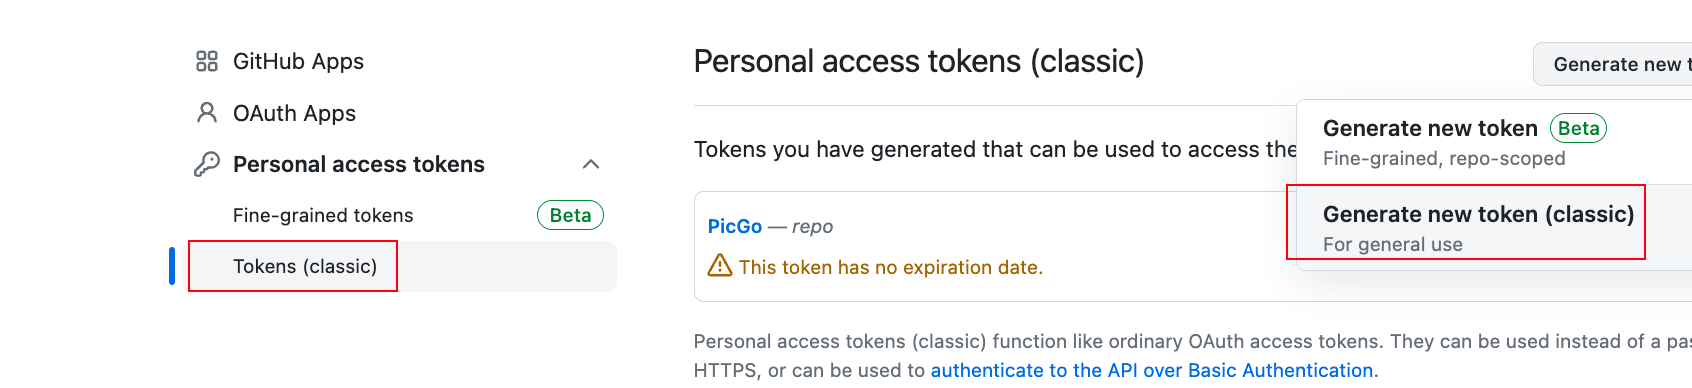 GitHub Apps
OAuth Apps
Personal access tokens
Fine-grained tokens Beta
Tokens (classic)
Personal access tokens (classic)
Generate new t
Generate new token Beta
Fine-grained, repo-scoped
Generate new token (classic)
For general use
Tokens you have generated that can be used to access the
PicGo — repo
This token has no expiration date.
Personal access tokens (classic) function like ordinary OAuth access tokens. They can be used instead of a pas
HTTPS, or can be used to authenticate to the API over Basic Authentication.